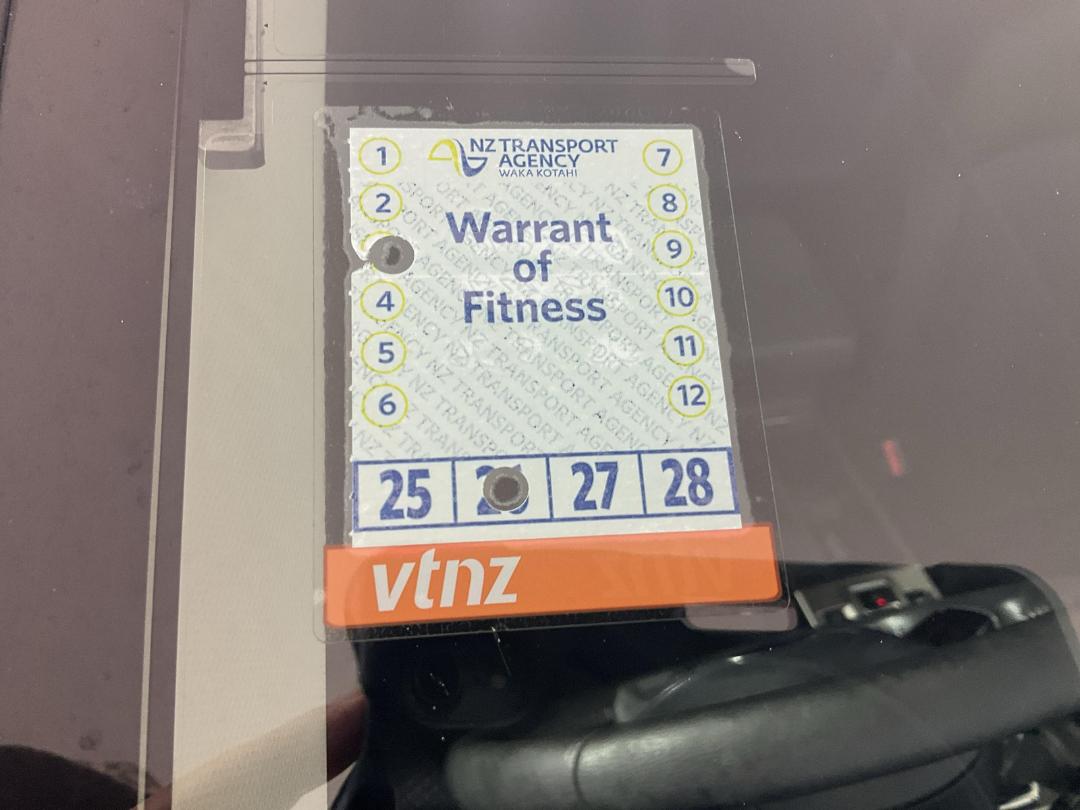 NZ TRANSPORT
AGENCY
WAKA KOTAHI
Warrant
of
Fitness
1
2
4
5
6
7
8
9
10
11
12
25 27 28
vtnz